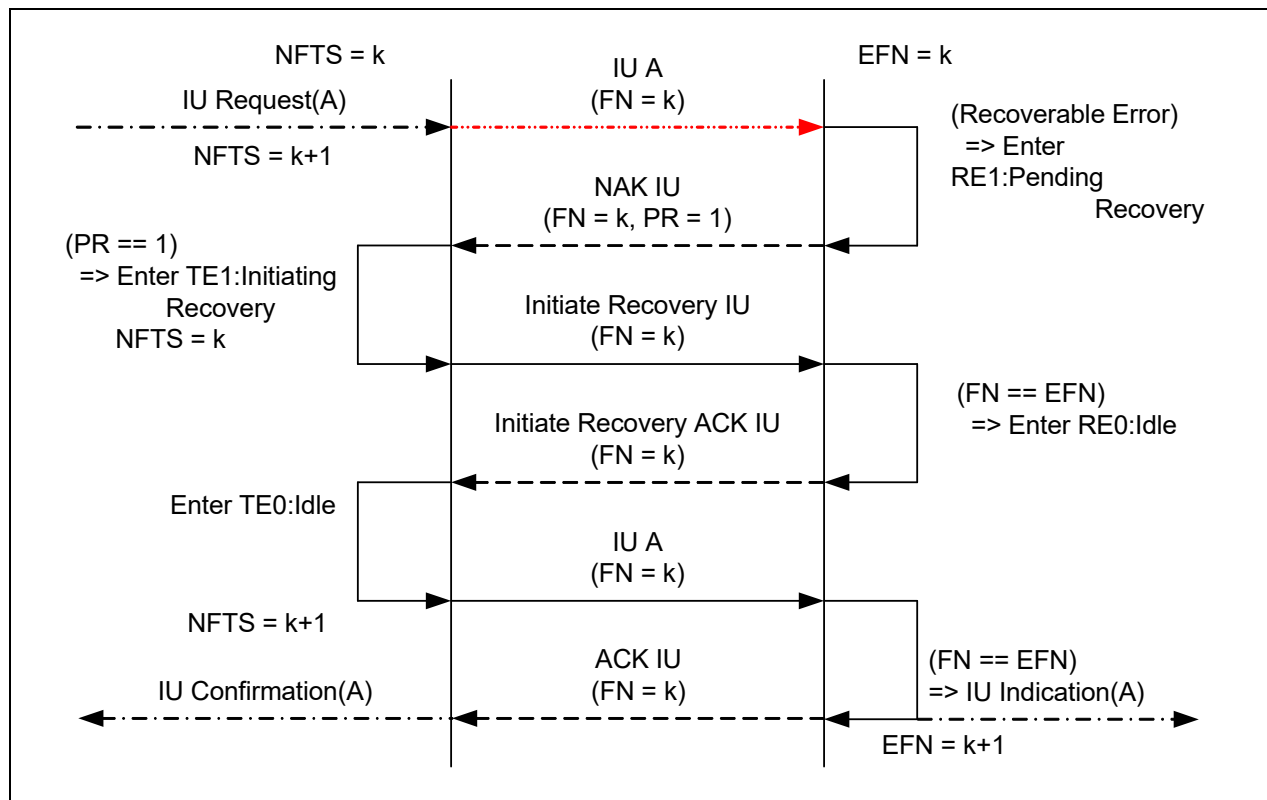 NFTS = k
EFN = k
IU Request(A)
IU A
(FN = k)
NFTS = k+1
(Recoverable Error)
=> Enter
RE1:Pending
Recovery
NAK IU
(FN = k, PR = 1)
(PR == 1)
=> Enter TE1:Initiating
Recovery
NFTS = k
Initiate Recovery IU
(FN = k)
(FN == EFN)
=> Enter RE0:Idle
Initiate Recovery ACK IU
(FN = k)
Enter TE0:Idle
IU A
(FN = k)
NFTS = k+1
ACK IU
(FN = k)
(FN == EFN)
=> IU Indication(A)
IU Confirmation(A)
EFN = k+1